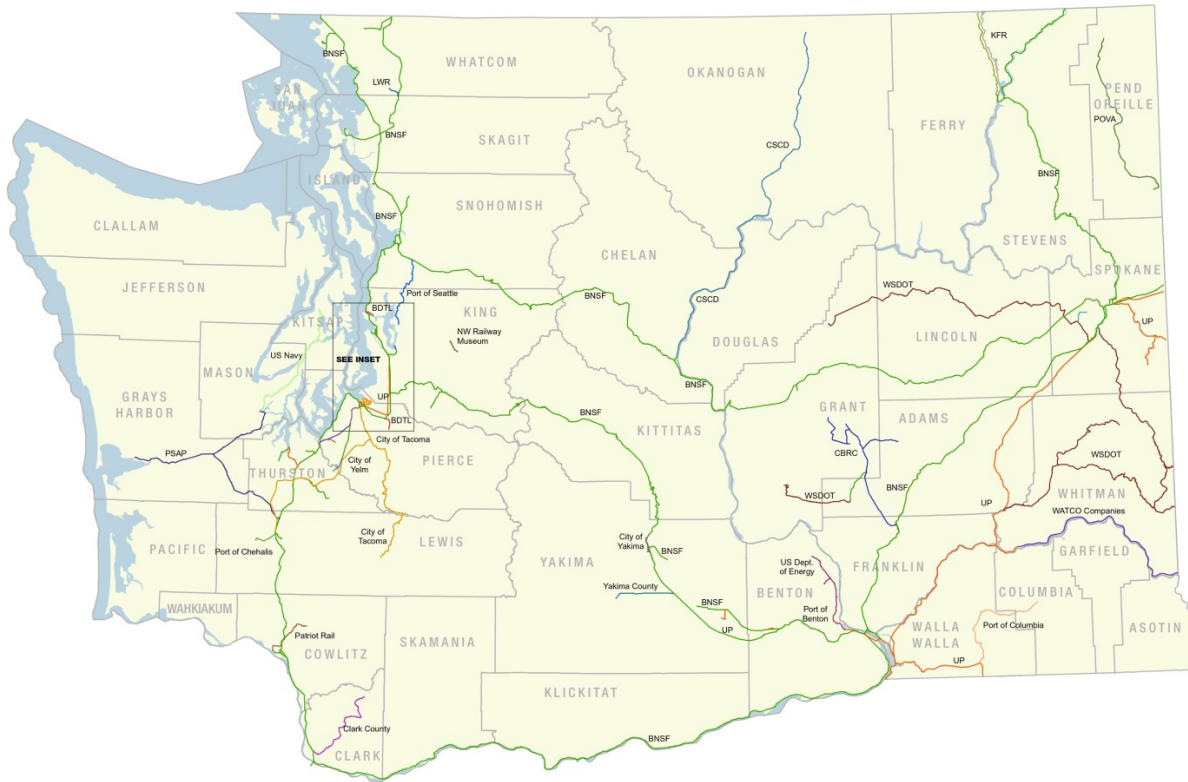 KFR
BNSF
WHATCOM
OKANOGAN
LWR
SAN
JUAN
PEND
OREILLE
POVA
FERRY
BNSF
SKAGIT
CSCD
BNSF
ISLAND
SNOHOMISH
BNSF
CLALLAM
STEVENS
CHELAN
SPOKANE
JEFFERSON
Port of Seattle
WSDOT
BNSF
CSCD
KING
BDTL
KITSAP
UP
NW Railway
Museum
LINCOLN
DOUGLAS
US Navy
SEE INSET
MASON
BNSF
GRAYS
HARBOR
UP
GRANT
ADAMS
BNSF
KITTITAS
BDTL
City of Tacoma
CBRC
PSAP
City of
Yelm
PIERCE
WSDOT
THURSTON
BNSF
WSDOT
WHITMAN
UP
WATCO Companies
City of
Tacoma
LEWIS
Port of Chehalis
PACIFIC
City of
Yakima
BNSF
YAKIMA
GARFIELD
US Dept.
of Energy
FRANKLIN
Yakima County
BENTON
COLUMBIA
WAHKIAKUM
BNSF
Port of
Benton
ASOTIN
Patriot Rail
SKAMANIA
UP
WALLA
WALLA
Port of Columbia
COWLITZ
UP
KLICKITAT
Clark County
BNSF
CLARK